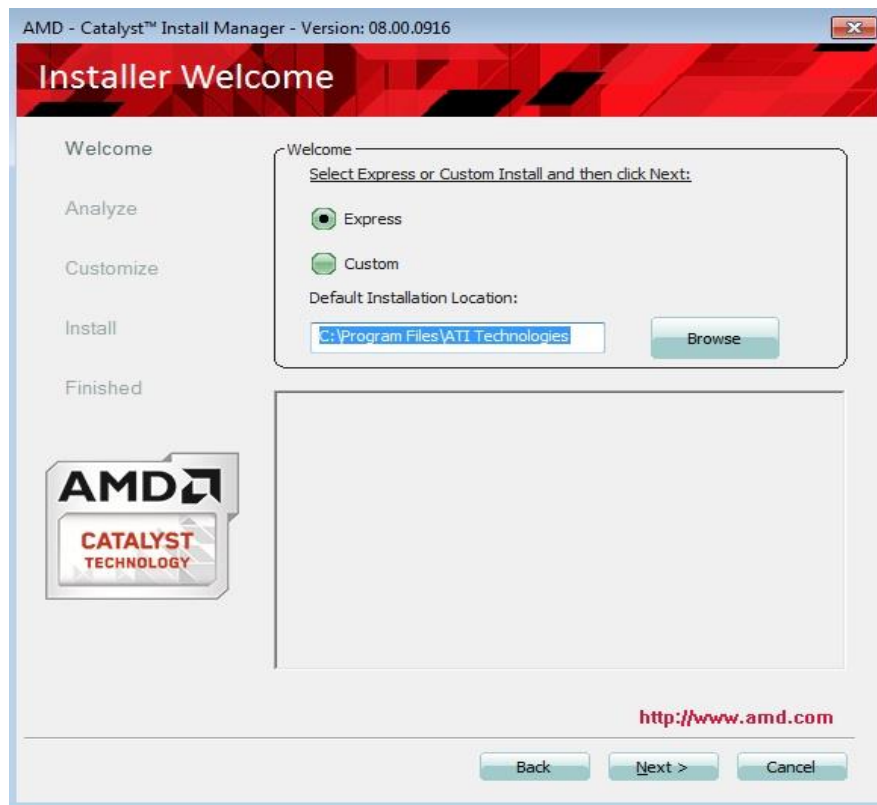 AMD - Catalyst™ Install Manager - Version: 08.00.0916
Installer Welcome
Welcome
Analyze
Customize
Install
Finished
AMD
CATALYST
TECHNOLOGY
Welcome
Select Express or Custom Install and then click Next:
Express
Custom
Default Installation Location:
C:\Program Files\ATI Technologies
Browse
http://www.amd.com
Back
Next >
Cancel